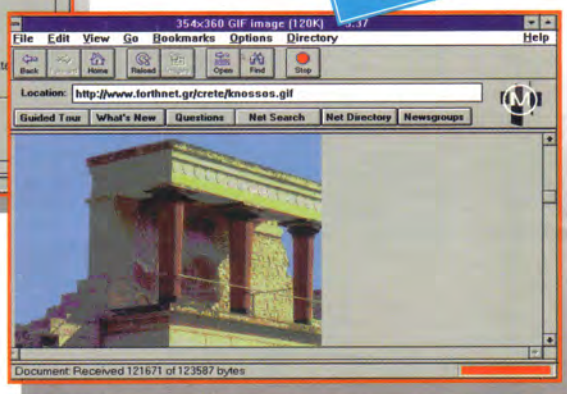 354x360 GIF image (120K)
File Edit View Go Bookmarks Options Directory Help
Back Forward Home Reload Images Open Find Stop
Location: http://www.forthnet.gr/crete/knossos.gif
Guided Tour What's New Questions Net Search Net Directory Newsgroups
M
Document: Received 121671 of 123587 bytes